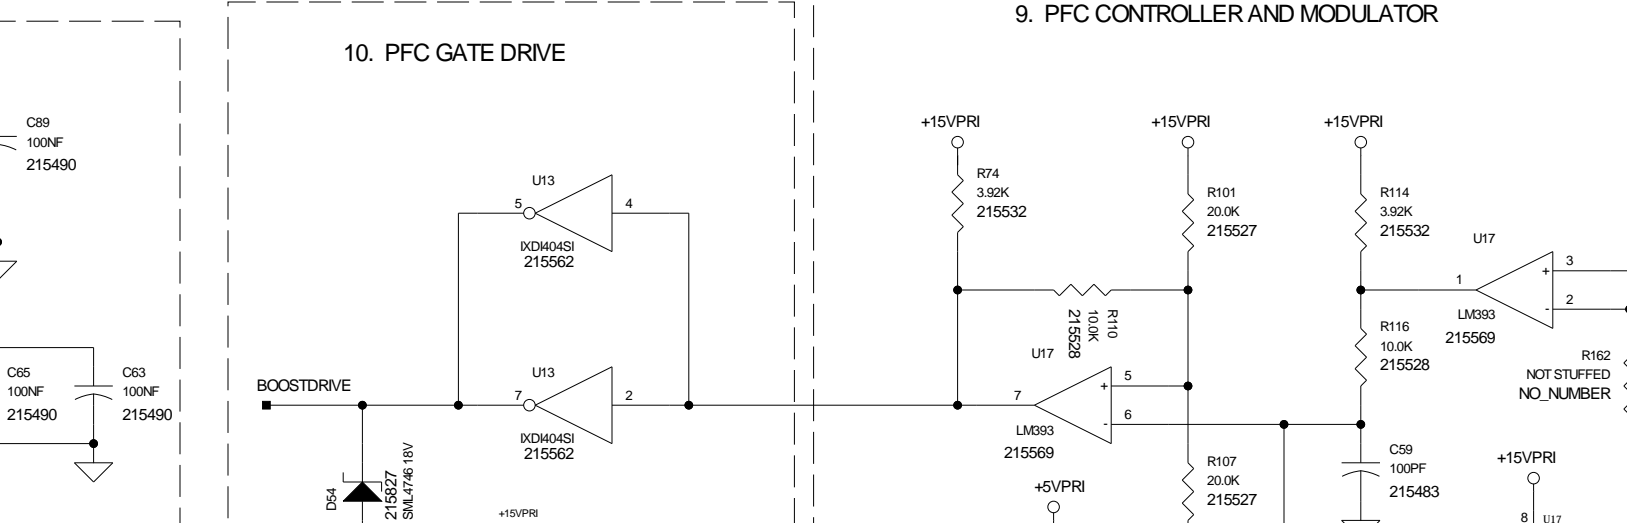 9. PFC CONTROLLER AND MODULATOR
10. PFC GATE DRIVE
C89
100NF
215490
C65
100NF
215490
C63
100NF
215490
U13
5
4
IXDI404SI
215562
U13
7
2
IXDI404SI
215562
BOOSTDRIVE
D54
215827
SML4746 18V
+15VPRI
+15VPRI
R74
3.92K
215532
+15VPRI
R101
20.0K
215527
+15VPRI
R114
3.92K
215532
R110
10.0K
215528
U17
7
5
+
6
-
LM393
215569
U17
1
3
+
2
-
LM393
215569
R116
10.0K
215528
R162
NOT STUFFED
NO_NUMBER
R107
20.0K
215527
C59
100PF
215483
+5VPRI
+15VPRI
8
U17